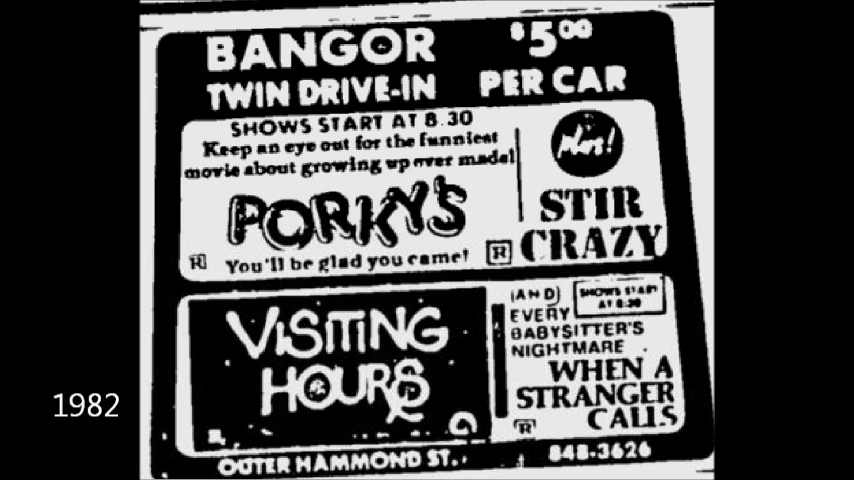 BANGOR
TWIN DRIVE-IN
$5.00
PER CAR
SHOWS START AT 8.30
Keep an eye out for the funniest
movie about growing up ever made!
PORKY'S
R
You'll be glad you came!
Plus!
STIR
R CRAZY
VISITING
HOURS
(AND)
SHOWS START
AT 8:30
EVERY
BABYSITTER'S
NIGHTMARE
WHEN A
STRANGER
CALLS
R
OUTER HAMMOND ST.
848-3626
1982